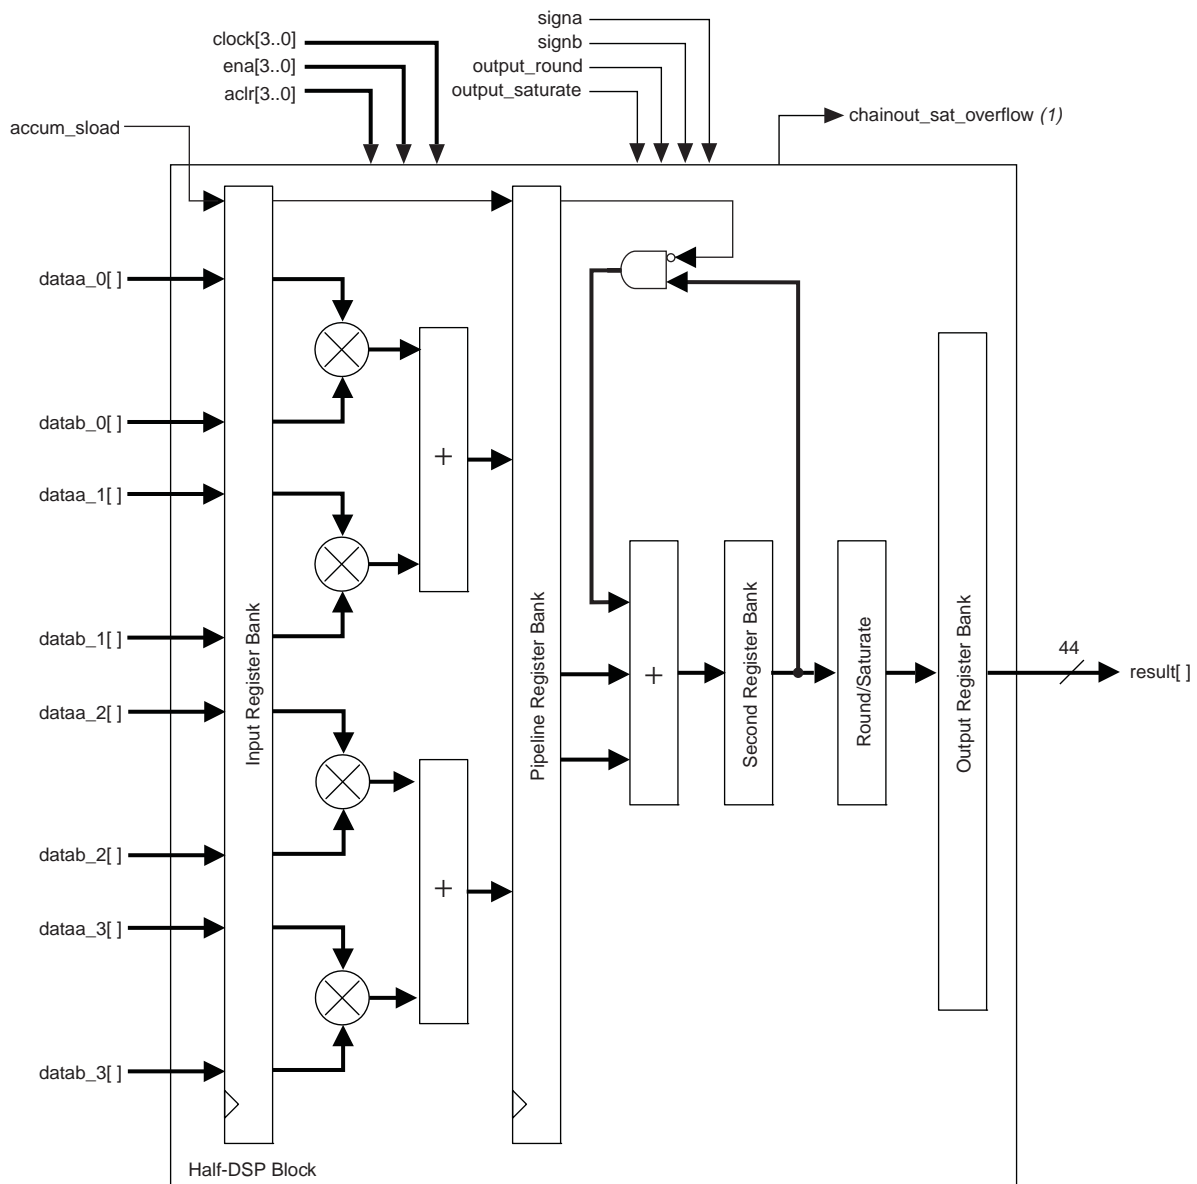 signa
signb
output_round
output_saturate
clock[3..0]
ena[3..0]
aclr[3..0]
accum_sload
chainout_sat_overflow (1)
dataa_0[ ]
datab_0[ ]
dataa_1[ ]
datab_1[ ]
dataa_2[ ]
datab_2[ ]
dataa_3[ ]
datab_3[ ]
Input Register Bank
+
+
Pipeline Register Bank
+
Second Register Bank
Round/Saturate
Output Register Bank
44
result[ ]
Half-DSP Block